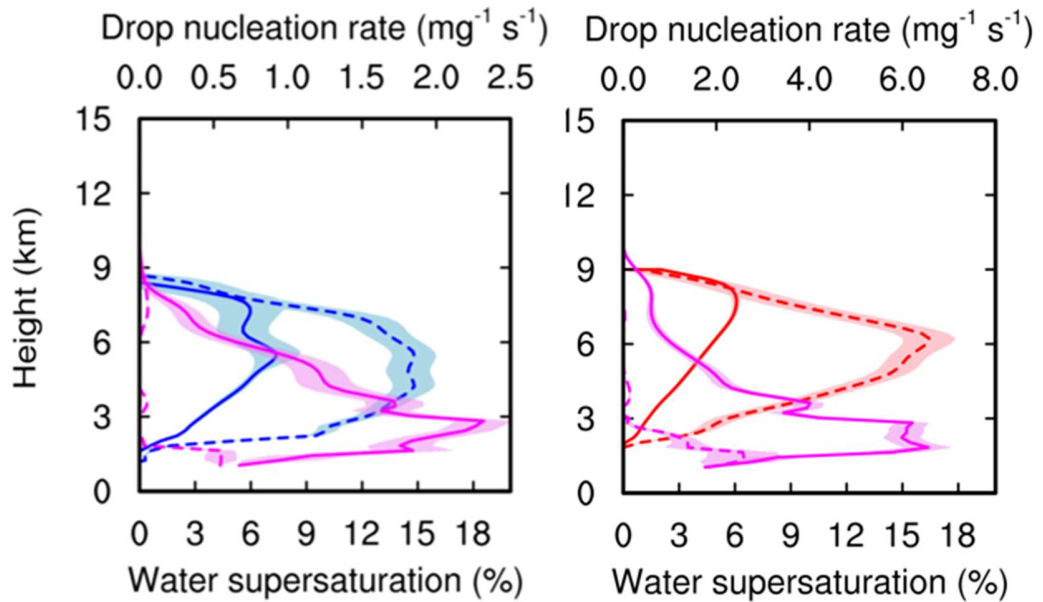 Drop nucleation rate (mg⁻¹ s⁻¹)
0.0 0.5 1.0 1.5 2.0 2.5
15
12
9
6
3
0
Height (km)
0 3 6 9 12 15 18
Water supersaturation (%)
Drop nucleation rate (mg⁻¹ s⁻¹)
0.0 2.0 4.0 6.0 8.0
15
12
9
6
3
0
0 3 6 9 12 15 18
Water supersaturation (%)